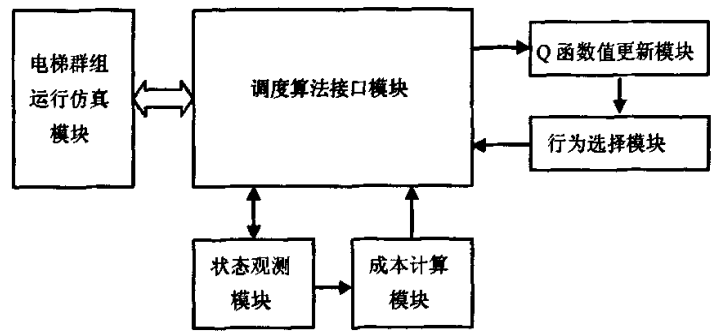 电梯群组
运行仿真
模块
调度算法接口模块
Q 函数值更新模块
行为选择模块
状态观测
模块
成本计算
模块